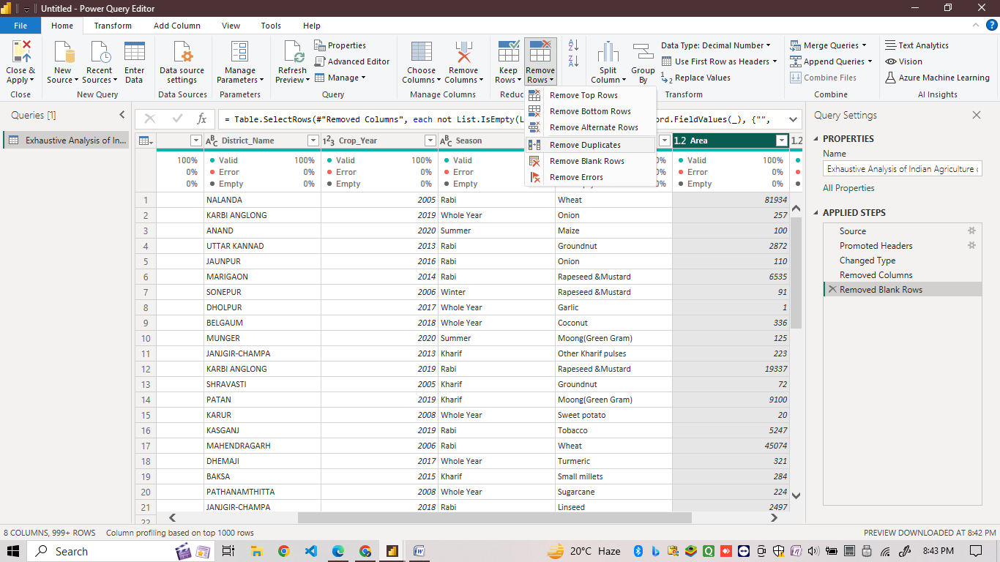 Untitled - Power Query Editor
File Home Transform Add Column View Tools Help ?
Close & Apply
New Source
Recent Sources
Enter Data
Data source settings
Manage Parameters
Refresh Preview
Properties
Advanced Editor
Manage
Choose Columns
Remove Columns
Keep Rows
Remove Rows
A Z
Z A
Split Column
Group By
Data Type: Decimal Number
Use First Row as Headers
1 2 Replace Values
Merge Queries
Append Queries
Combine Files
Text Analytics
Vision
Azure Machine Learning
Close New Query Data Sources Parameters Query Manage Columns Reduc Transform Combine AI Insights
Remove Top Rows
Remove Bottom Rows
Remove Alternate Rows
Remove Duplicates
Remove Blank Rows
Remove Errors
Queries [1]
Exhaustive Analysis of In...
fx = Table.SelectRows(#"Removed Columns", each not List.IsEmpty(L ord.FieldValues(_), {"",
ABC District_Name 123 Crop_Year ABC Season 1.2 Area 1.2
100% Valid 100% Valid 100% Valid 0% Valid 100%
0% Error 0% Error 0% Error 0% Error 0%
0% Empty 0% Empty 0% Empty 0% Empty 0%
1 NALANDA 2005 Rabi Wheat 81934
2 KARBI ANGLONG 2019 Whole Year Onion 257
3 ANAND 2020 Summer Maize 100
4 UTTAR KANNAD 2013 Rabi Groundnut 2872
5 JAUNPUR 2016 Rabi Onion 110
6 MARIGAON 2014 Rabi Rapeseed &Mustard 6535
7 SONEPUR 2006 Winter Rapeseed &Mustard 91
8 DHOLPUR 2017 Whole Year Garlic 1
9 BELGAUM 2018 Whole Year Coconut 336
10 MUNGER 2020 Summer Moong(Green Gram) 125
11 JANJGIR-CHAMPA 2013 Kharif Other Kharif pulses 223
12 KARBI ANGLONG 2019 Rabi Rapeseed &Mustard 19337
13 SHRAVASTI 2005 Kharif Groundnut 72
14 PATAN 2019 Kharif Moong(Green Gram) 9100
15 KARUR 2008 Whole Year Sweet potato 20
16 KASGANJ 2019 Rabi Tobacco 5247
17 MAHENDRAGARH 2006 Rabi Wheat 45074
18 DHEMAJI 2017 Whole Year Turmeric 321
19 BAKSA 2015 Kharif Small millets 284
20 PATHANAMTHITTA 2008 Whole Year Sugarcane 224
21 JANJGIR-CHAMPA 2018 Rabi Linseed 2497
22
Query Settings
PROPERTIES
Name
Exhaustive Analysis of Indian Agriculture
All Properties
APPLIED STEPS
Source
Promoted Headers
Changed Type
Removed Columns
Removed Blank Rows
8 COLUMNS, 999+ ROWS Column profiling based on top 1000 rows PREVIEW DOWNLOADED AT 8:42 PM
Search 20°C Haze 8:43 PM